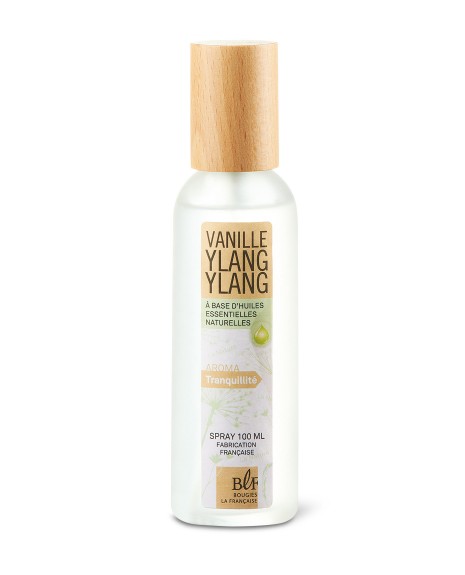 VANILLE
YLANG
YLANG
À BASE D'HUILES
ESSENTIELLES
NATURELLES
AROMA
Tranquillité
SPRAY 100 ML
FABRICATION
FRANÇAISE
BLF
BOUGIES
LA FRANÇAISE